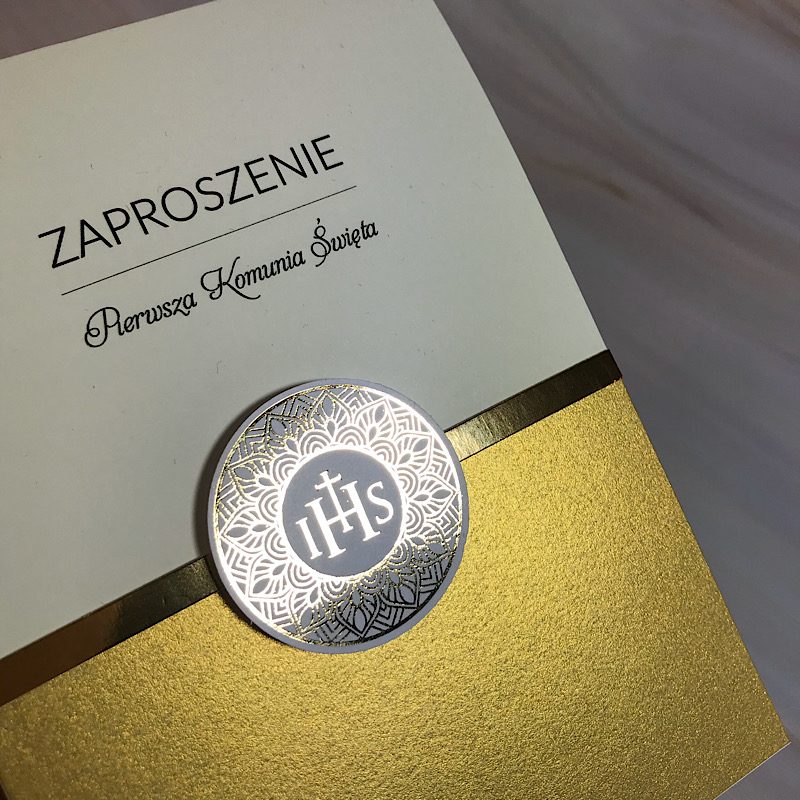 ZAPROSZENIE
Pierwsza Komunia Święta
IHS